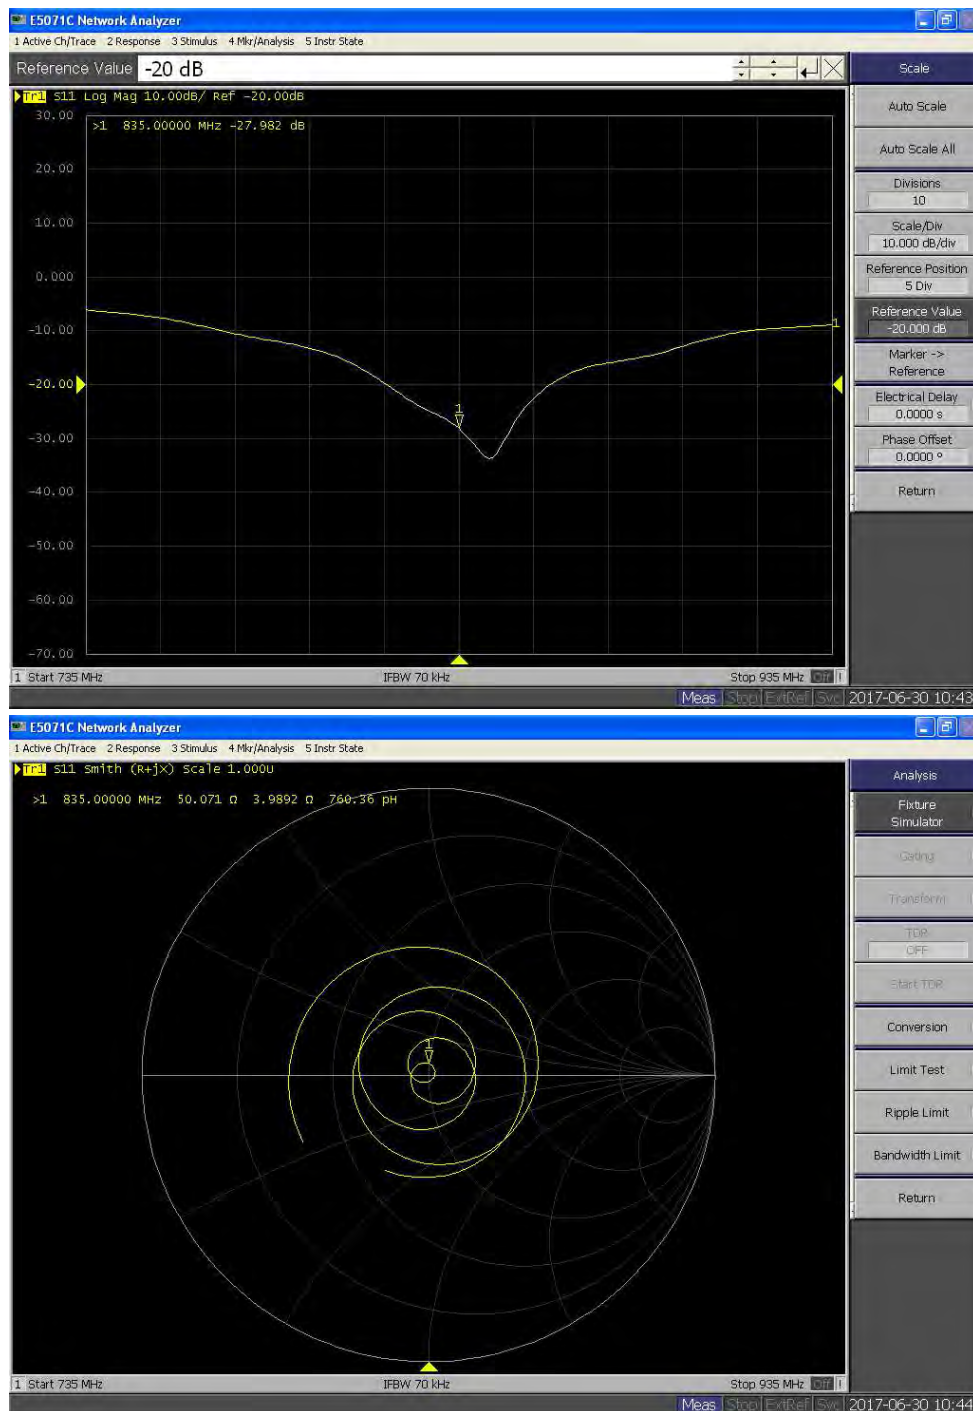 E5071C Network Analyzer
1 Active Ch/Trace 2 Response 3 Stimulus 4 Mkr/Analysis 5 Instr State
Reference Value -20 dB
Scale
Tr1 S11 Log Mag 10.00dB/ Ref -20.00dB
>1 835.00000 MHz -27.982 dB
30.00
20.00
10.00
0.000
-10.00
-20.00
-30.00
-40.00
-50.00
-60.00
-70.00
1
1
Auto Scale
Auto Scale All
Divisions
10
Scale/Div
10.000 dB/div
Reference Position
5 Div
Reference Value
-20.000 dB
Marker ->
Reference
Electrical Delay
0.0000 s
Phase Offset
0.0000 °
Return
1 Start 735 MHz IFBW 70 kHz Stop 935 MHz Off !
Meas Stop ExtRef Svc 2017-06-30 10:43
E5071C Network Analyzer
1 Active Ch/Trace 2 Response 3 Stimulus 4 Mkr/Analysis 5 Instr State
Tr1 S11 Smith (R+jX) Scale 1.000U
>1 835.00000 MHz 50.071 Ω 3.9892 Ω 760.36 pH
1
Analysis
Fixture
Simulator
Gating
Transform
TDR
OFF
Start TDR
Conversion
Limit Test
Ripple Limit
Bandwidth Limit
Return
1 Start 735 MHz IFBW 70 kHz Stop 935 MHz Off !
Meas Stop ExtRef Svc 2017-06-30 10:44